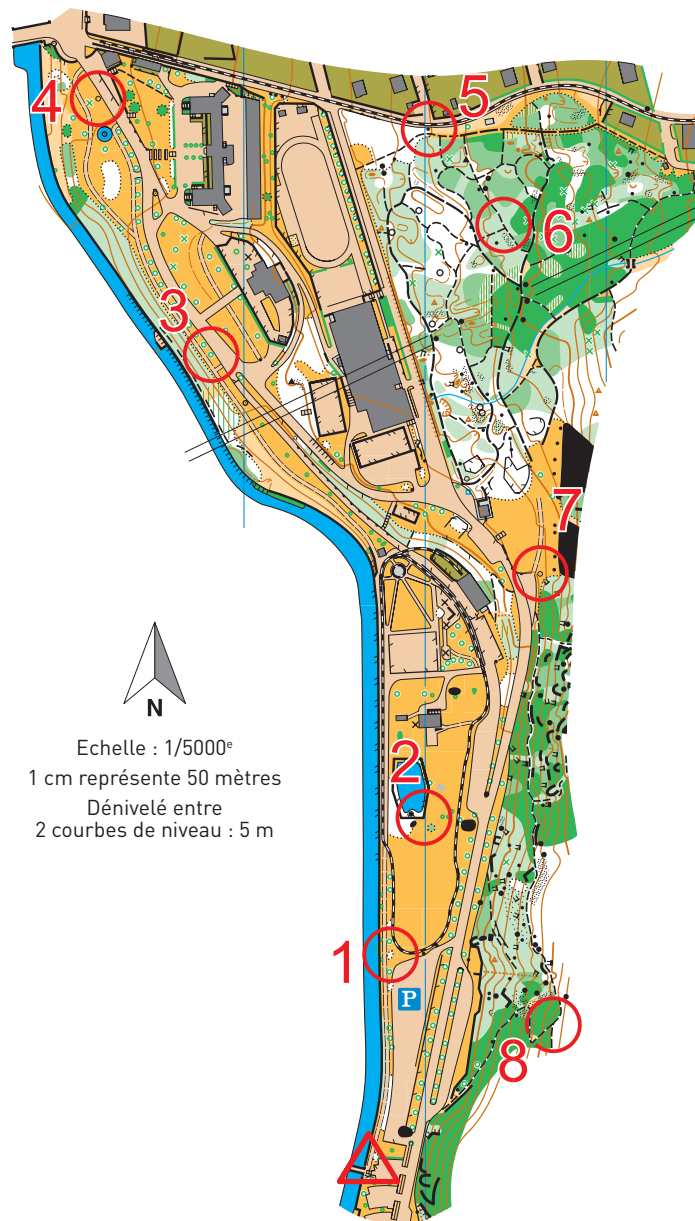 5
4
6
3
7
N
Echelle : 1/5000ᵉ
1 cm représente 50 mètres
Dénivelé entre
2 courbes de niveau : 5 m
2
1
P
8